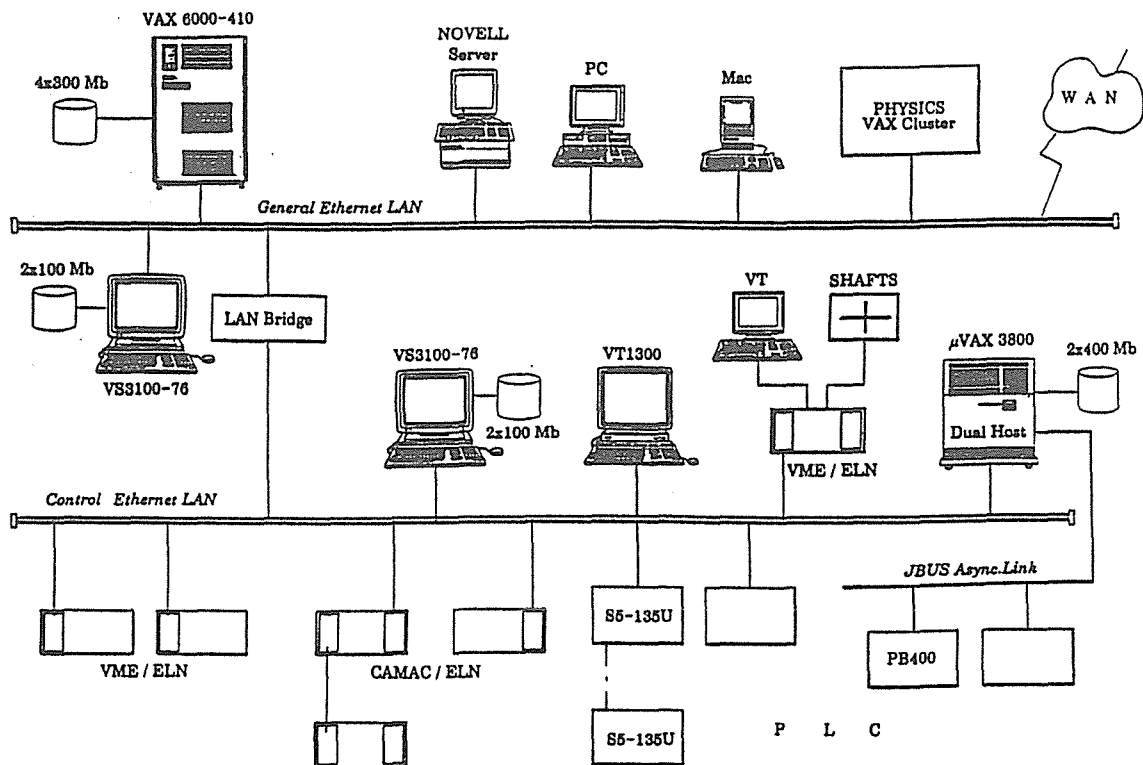 VAX 6000-410
4x300 Mb
NOVELL
Server
PC
Mac
PHYSICS
VAX Cluster
W A N
General Ethernet LAN
2x100 Mb
VS3100-76
LAN Bridge
VS3100-76
2x100 Mb
VT1300
VT
SHAFTS
VME / ELN
μVAX 3800
2x400 Mb
Dual Host
Control Ethernet LAN
JBUS Async.Link
VME / ELN
CAMAC / ELN
S5-135U
S5-135U
PB400
P L C